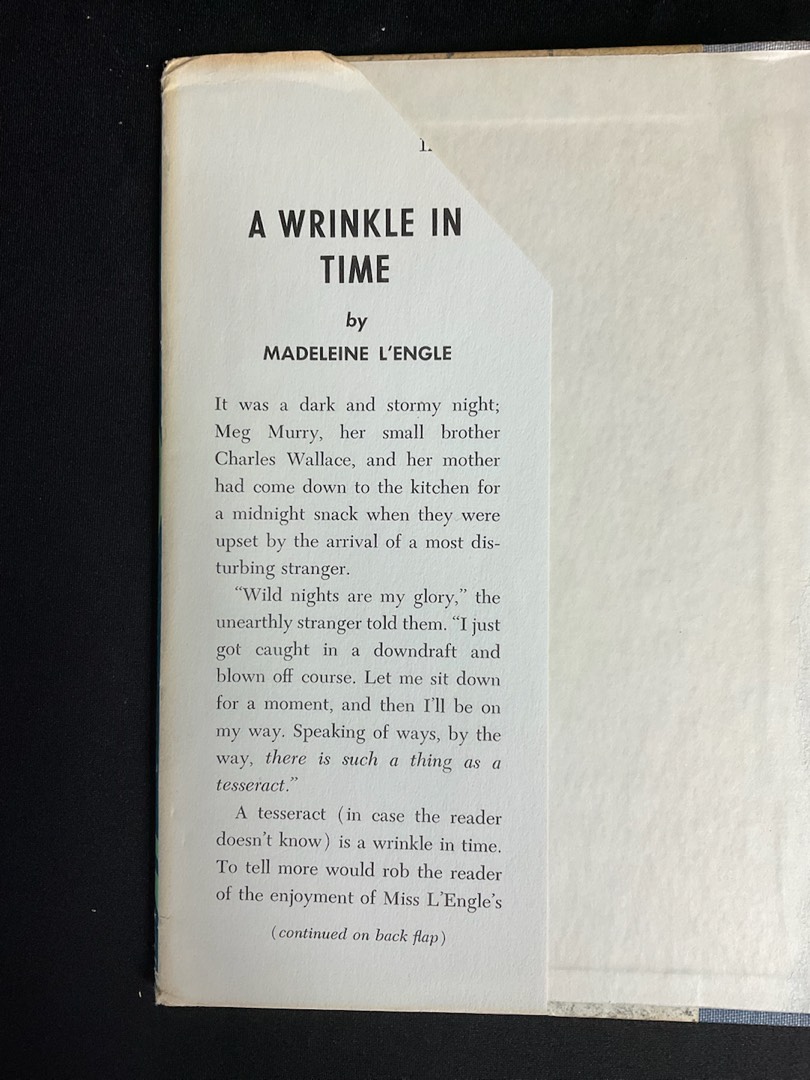 A WRINKLE IN
TIME
by
MADELEINE L'ENGLE
It was a dark and stormy night;
Meg Murry, her small brother
Charles Wallace, and her mother
had come down to the kitchen for
a midnight snack when they were
upset by the arrival of a most dis-
turbing stranger.
“Wild nights are my glory,” the
unearthly stranger told them. “I just
got caught in a downdraft and
blown off course. Let me sit down
for a moment, and then I'll be on
my way. Speaking of ways, by the
way, there is such a thing as a
tesseract.”
A tesseract (in case the reader
doesn't know) is a wrinkle in time.
To tell more would rob the reader
of the enjoyment of Miss L'Engle's
(continued on back flap)